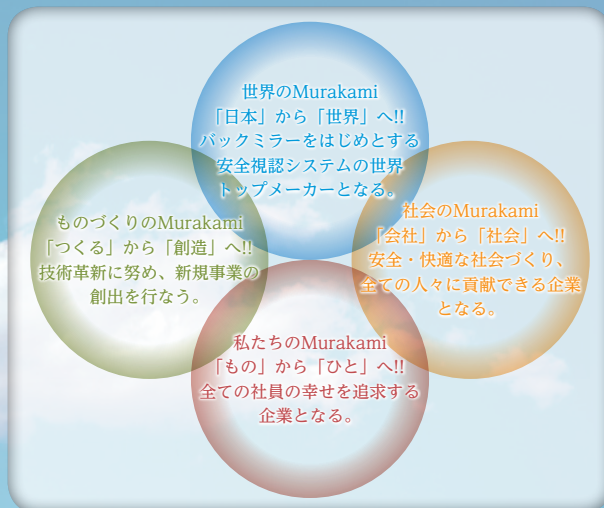 世界のMurakami
「日本」から「世界」へ!!
バックミラーをはじめとする
安全視認システムの世界
トップメーカーとなる。
ものづくりのMurakami
「つくる」から「創造」へ!!
技術革新に努め、新規事業の
創出を行なう。
社会のMurakami
「会社」から「社会」へ!!
安全・快適な社会づくり、
全ての人々に貢献できる企業
となる。
私たちのMurakami
「もの」から「ひと」へ!!
全ての社員の幸せを追求する
企業となる。